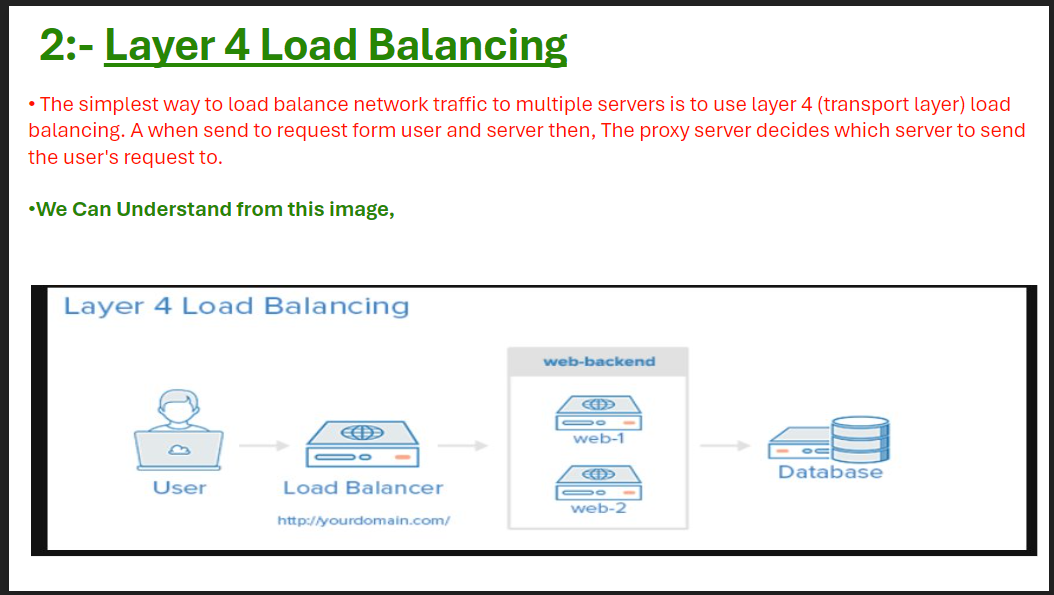 2:- Layer 4 Load Balancing
• The simplest way to load balance network traffic to multiple servers is to use layer 4 (transport layer) load
balancing. A when send to request form user and server then, The proxy server decides which server to send
the user's request to.
•We Can Understand from this image,
Layer 4 Load Balancing
web-backend
web-1
web-2
User
Load Balancer
http://yourdomain.com/
Database